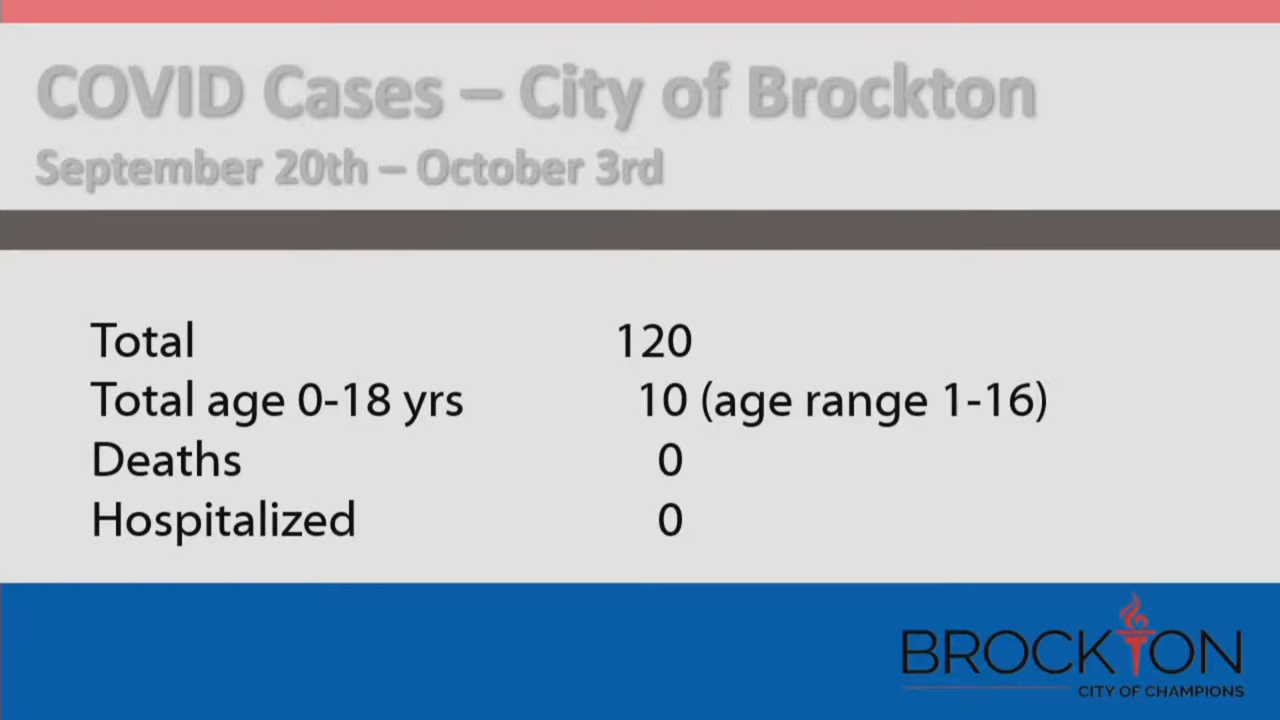 COVID Cases – City of Brockton
September 20th – October 3rd
Total 120
Total age 0-18 yrs 10 (age range 1-16)
Deaths 0
Hospitalized 0
BROCKTON
CITY OF CHAMPIONS